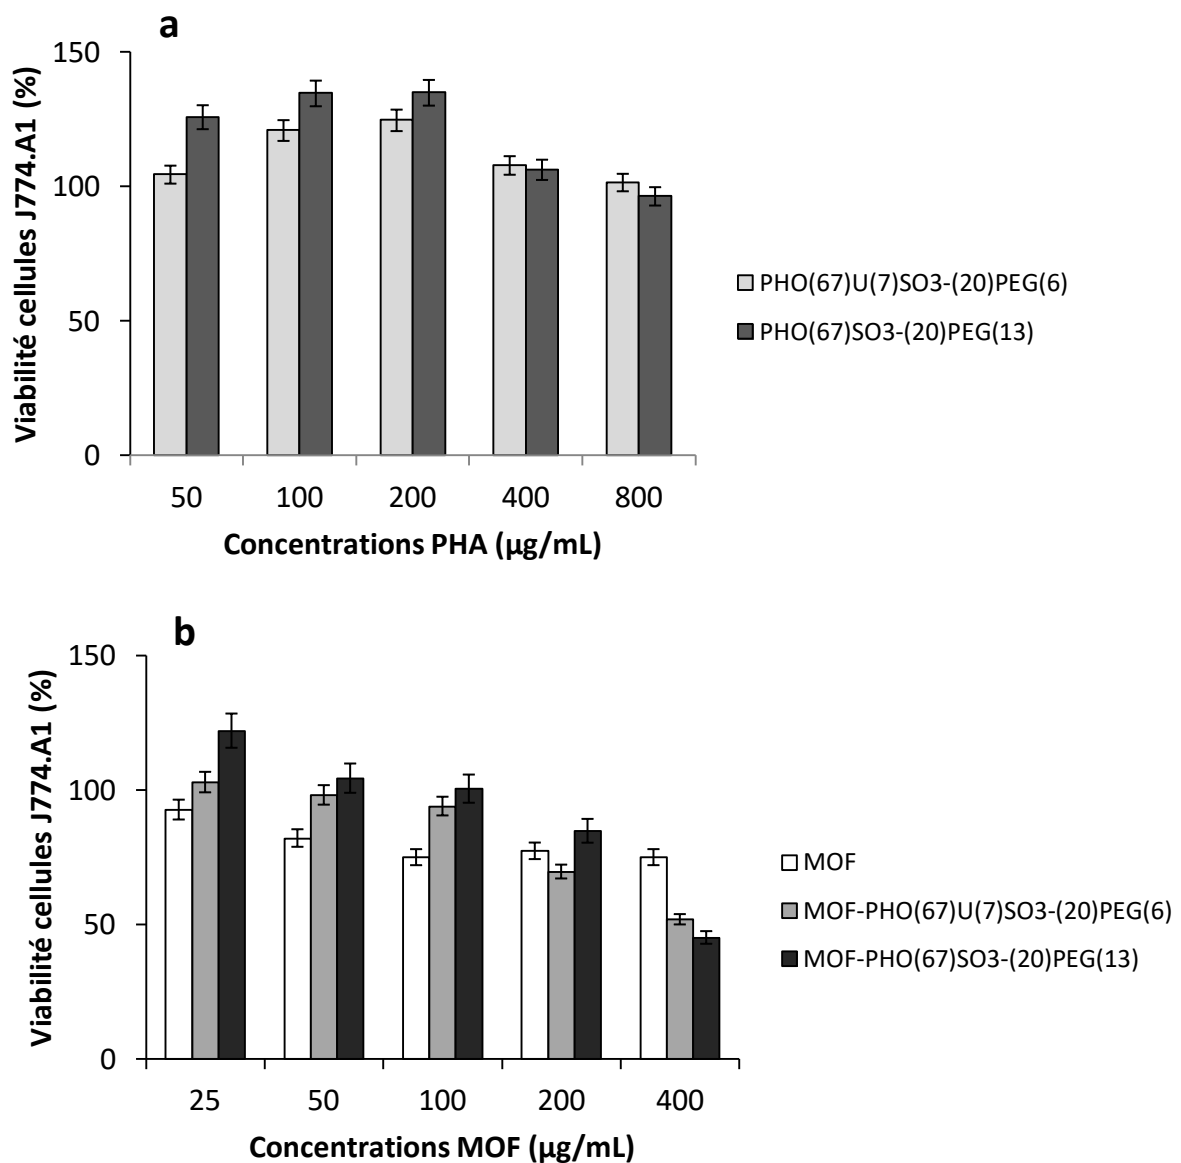 a
Viabilité cellules J774.A1 (%)
150
100
50
0
50 100 200 400 800
Concentrations PHA (µg/mL)
PHO(67)U(7)SO3-(20)PEG(6)
PHO(67)SO3-(20)PEG(13)
b
Viabilité cellules J774.A1 (%)
150
100
50
0
25 50 100 200 400
Concentrations MOF (µg/mL)
MOF
MOF-PHO(67)U(7)SO3-(20)PEG(6)
MOF-PHO(67)SO3-(20)PEG(13)